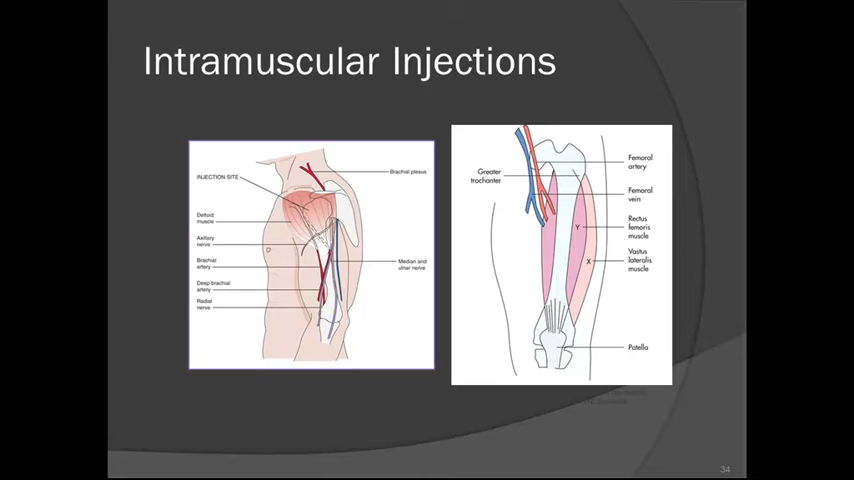 Intramuscular Injections
INJECTION SITE
Deltoid
muscle
Axillary
nerve
Brachial
artery
Deep brachial
artery
Radial
nerve
Brachial plexus
Median and
ulnar nerve
Greater
trochanter
Femoral
artery
Femoral
vein
Rectus
femoris
muscle
Y
Vastus
lateralis
muscle
X
Patella
34